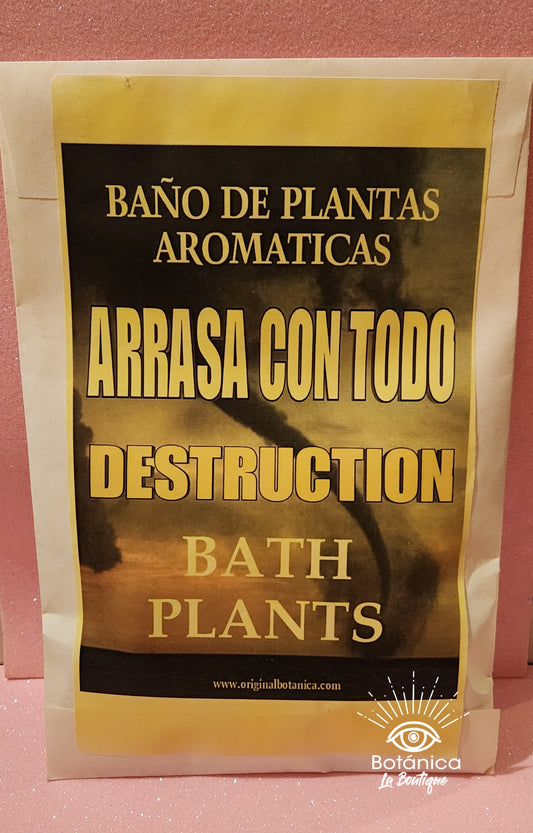 BAÑO DE PLANTAS
AROMATICAS
ARRASA CON TODO
DESTRUCTION
BATH
PLANTS
www.originalbotanica.com
Botánica
La Boutique